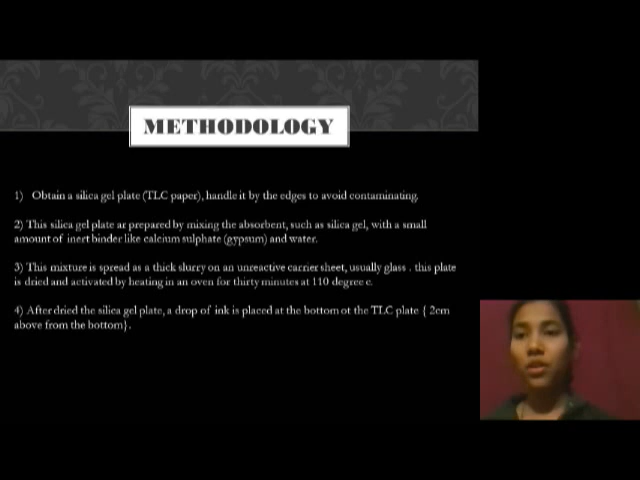 METHODOLOGY
1) Obtain a silica gel plate (TLC paper), handle it by the edges to avoid contaminating.
2) This silica gel plate ar prepared by mixing the absorbent, such as silica gel, with a small
amount of inert binder like calcium sulphate (gypsum) and water.
3) This mixture is spread as a thick slurry on an unreactive carrier sheet, usually glass . this plate
is dried and activated by heating in an oven for thirty minutes at 110 degree c.
4) After dried the silica gel plate, a drop of ink is placed at the bottom ot the TLC plate { 2cm
above from the bottom}.